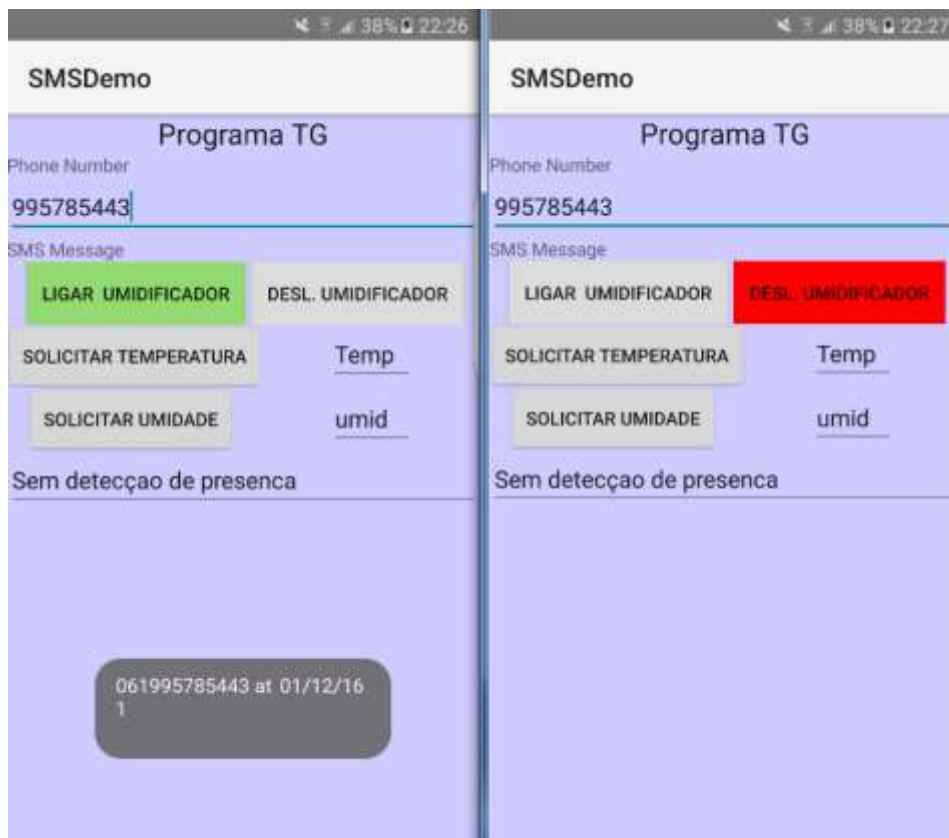 38% 22:26
SMSDemo
Programa TG
Phone Number
995785443
SMS Message
LIGAR UMIDIFICADOR DESL. UMIDIFICADOR
SOLICITAR TEMPERATURA Temp
SOLICITAR UMIDADE umid
Sem detecçao de presenca
061995785443 at 01/12/16
1
38% 22:27
SMSDemo
Programa TG
Phone Number
995785443
SMS Message
LIGAR UMIDIFICADOR DESL. UMIDIFICADOR
SOLICITAR TEMPERATURA Temp
SOLICITAR UMIDADE umid
Sem detecçao de presenca